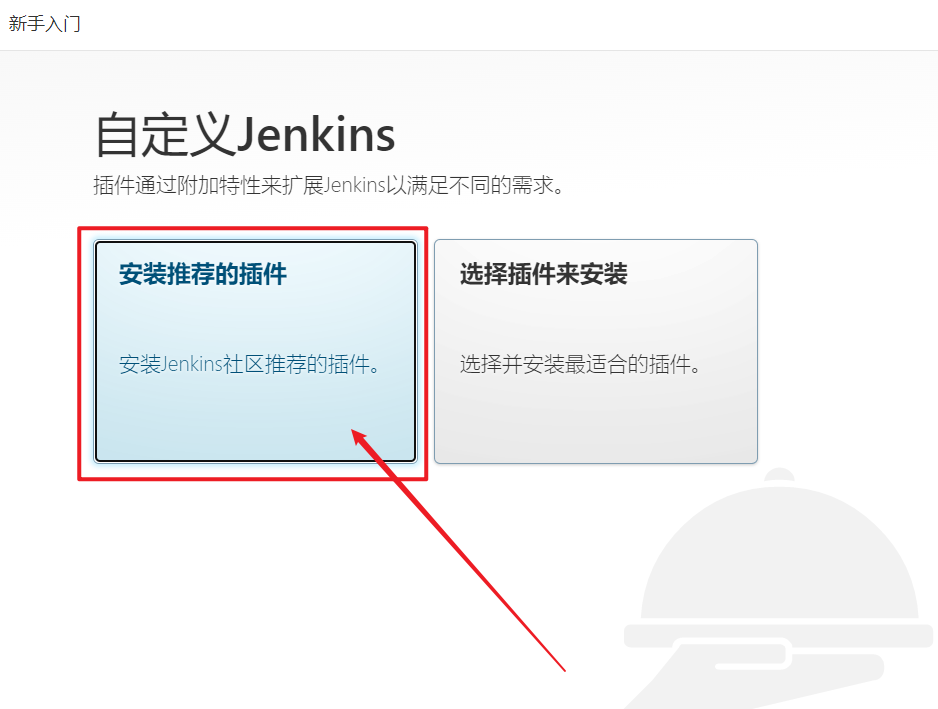 新手入门
自定义Jenkins
插件通过附加特性来扩展Jenkins以满足不同的需求。
安装推荐的插件
安装Jenkins社区推荐的插件。
选择插件来安装
选择并安装最适合的插件。